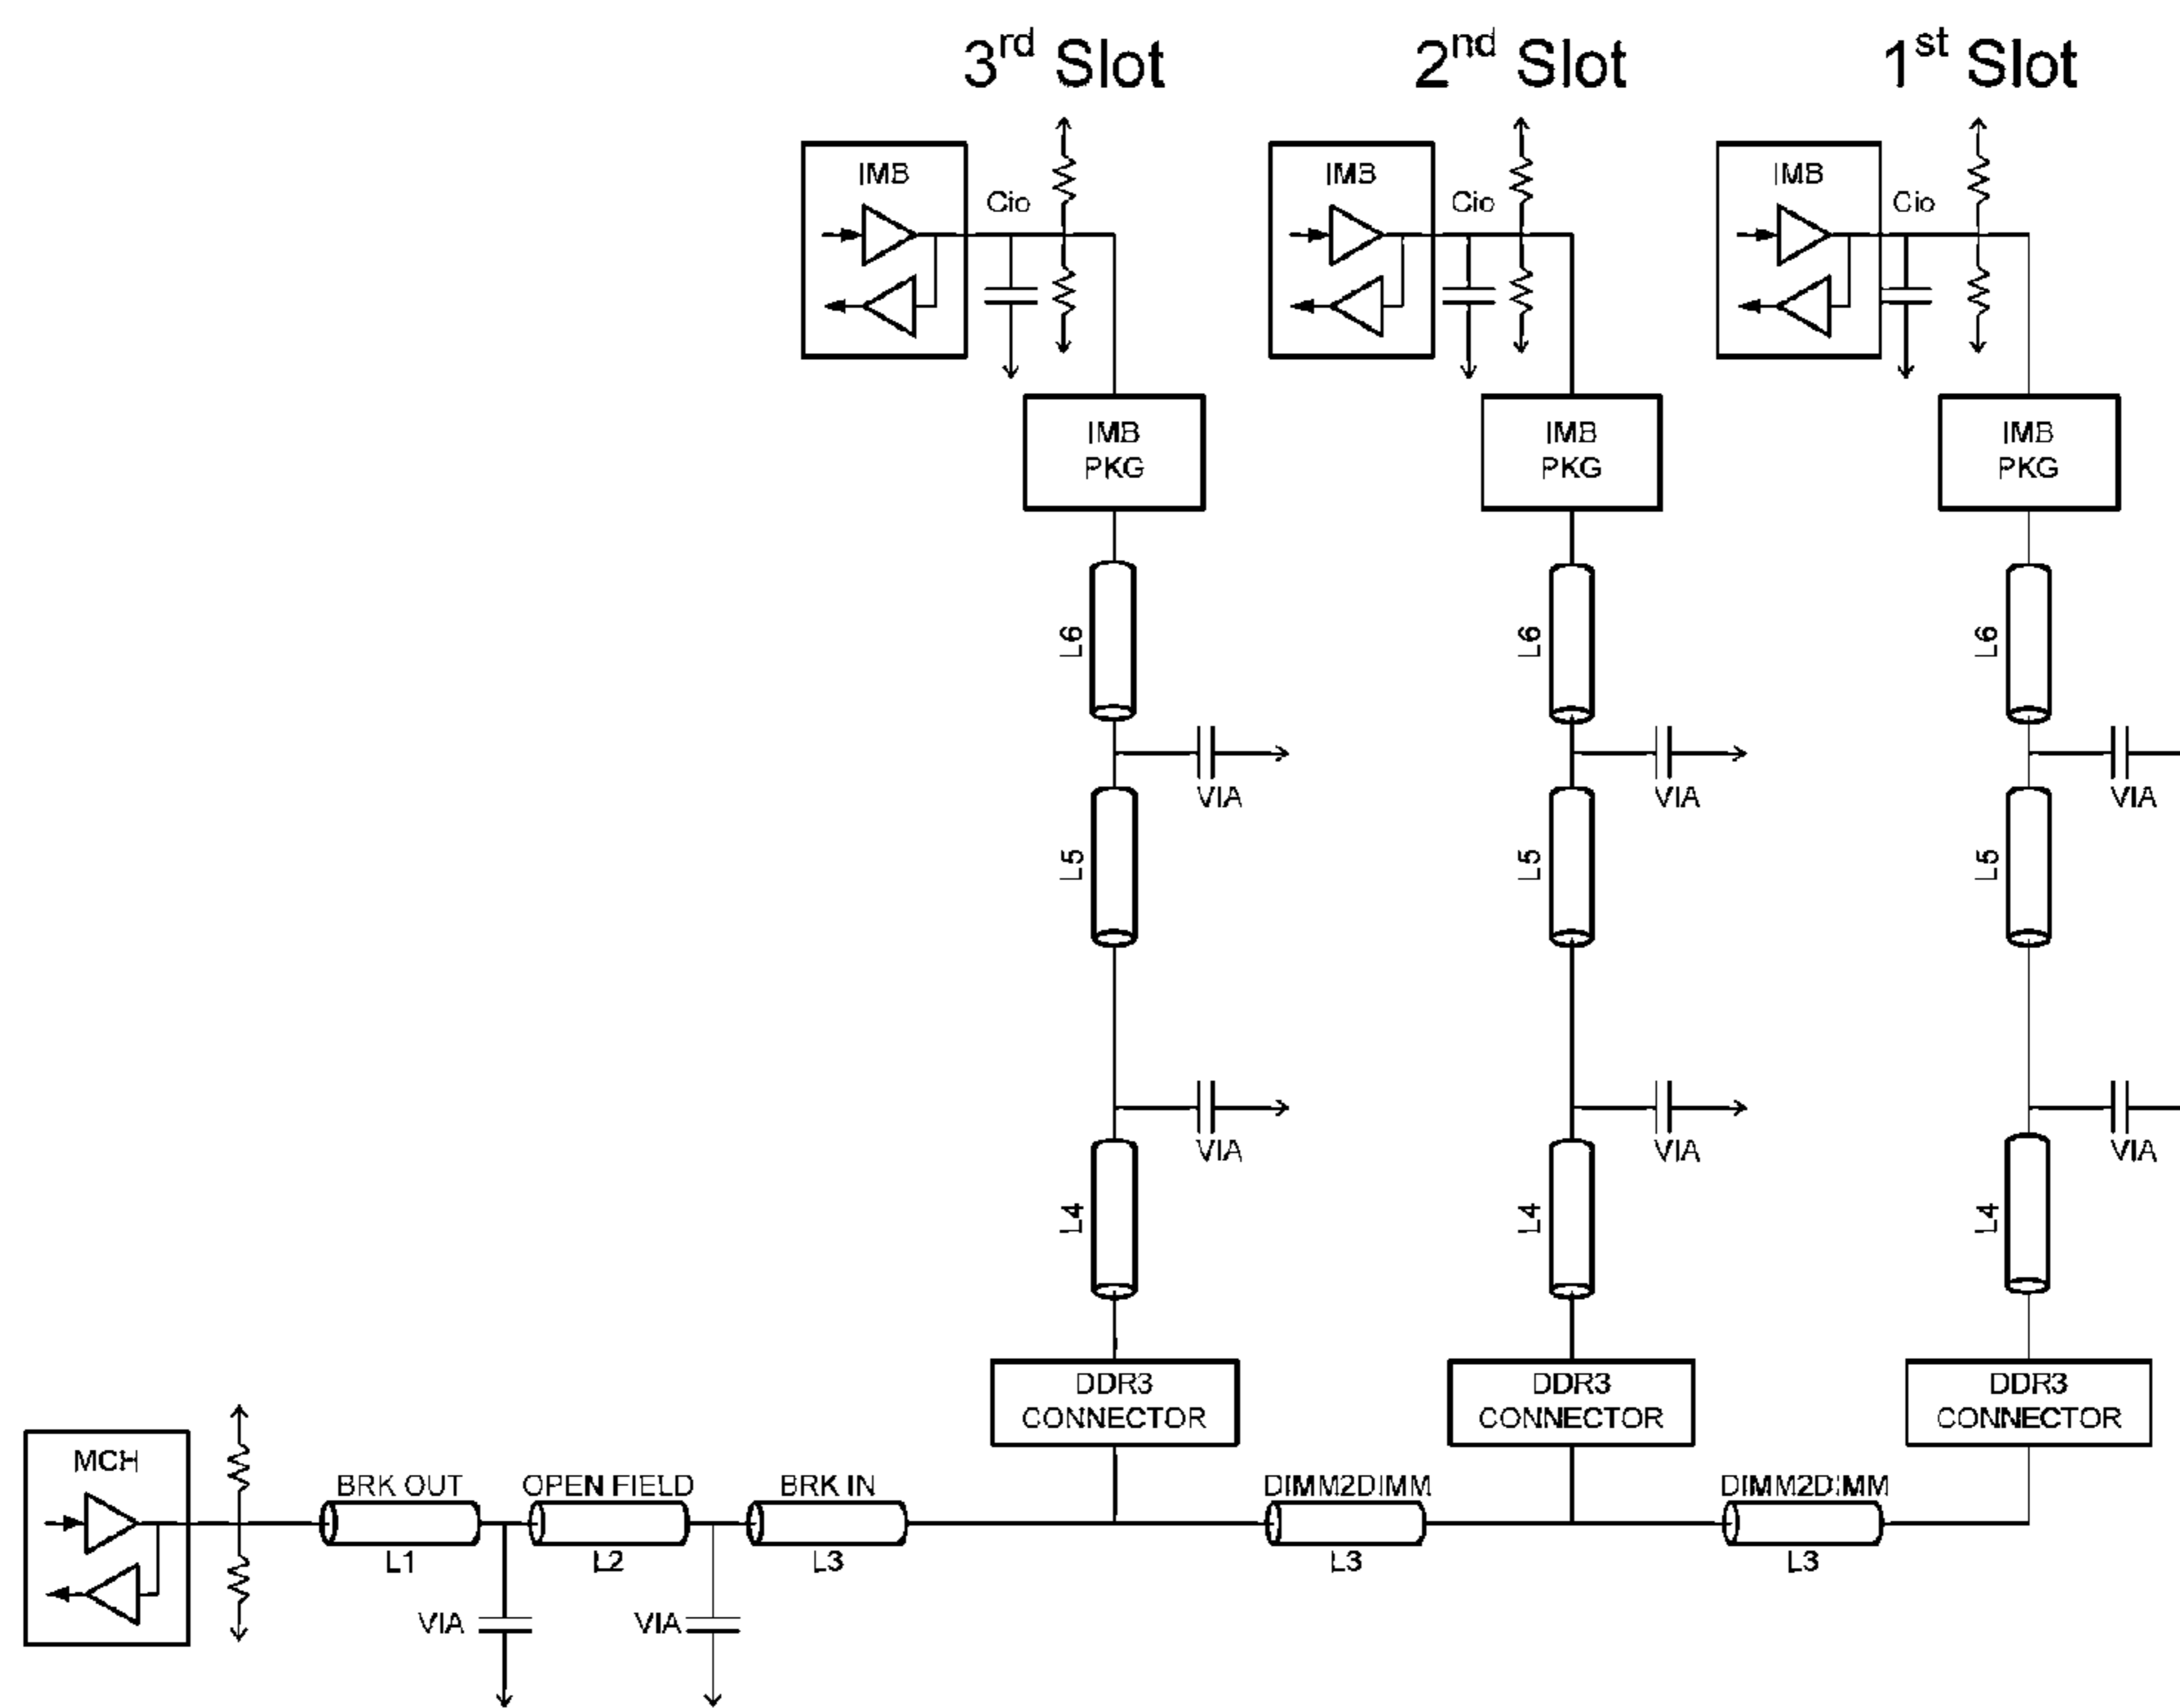 3rd Slot
2nd Slot
1st Slot
IMB
Cio
IMB
Cio
IMB
Cio
IMB
PKG
IMB
PKG
IMB
PKG
L6
L6
L6
VIA
VIA
VIA
L5
L5
L5
VIA
VIA
VIA
L4
L4
L4
DDR3
CONNECTOR
DDR3
CONNECTOR
DDR3
CONNECTOR
MCH
BRK OUT
OPEN FIELD
BRK IN
DIMM2DIMM
DIMM2DIMM
L1
L2
L3
L3
L3
VIA
VIA